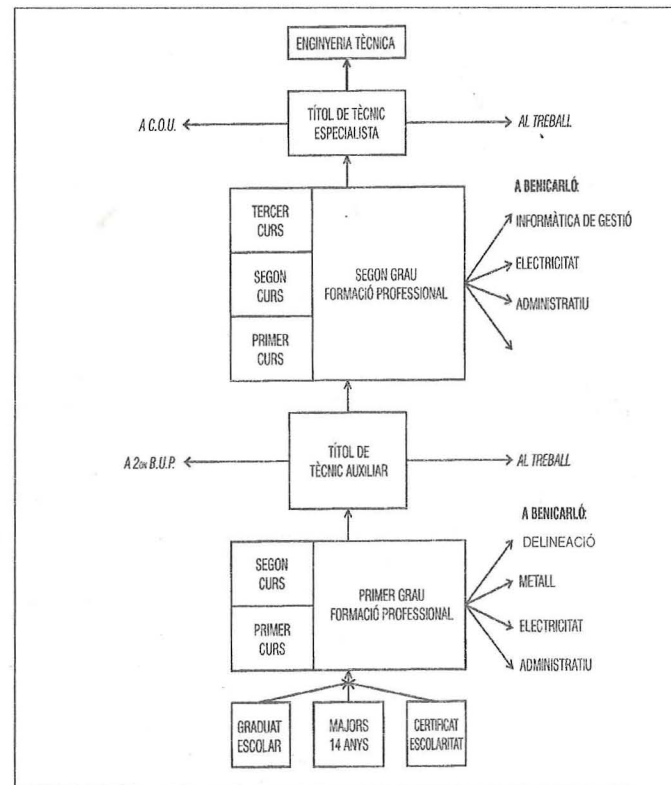 ENGINYERIA TÈCNICA
A C.O.U.
TÍTOL DE TÈCNIC
ESPECIALISTA
AL TREBALL
TERCER
CURS
SEGON
CURS
PRIMER
CURS
SEGON GRAU
FORMACIÓ PROFESSIONAL
A BENICARLÓ:
INFORMÀTICA DE GESTIÓ
ELECTRICITAT
ADMINISTRATIU
A 2ON B.U.P.
TÍTOL DE
TÈCNIC AUXILIAR
AL TREBALL
SEGON
CURS
PRIMER
CURS
PRIMER GRAU
FORMACIÓ PROFESSIONAL
A BENICARLÓ:
DELINEACIÓ
METALL
ELECTRICITAT
ADMINISTRATIU
GRADUAT
ESCOLAR
MAJORS
14 ANYS
CERTIFICAT
ESCOLARITAT